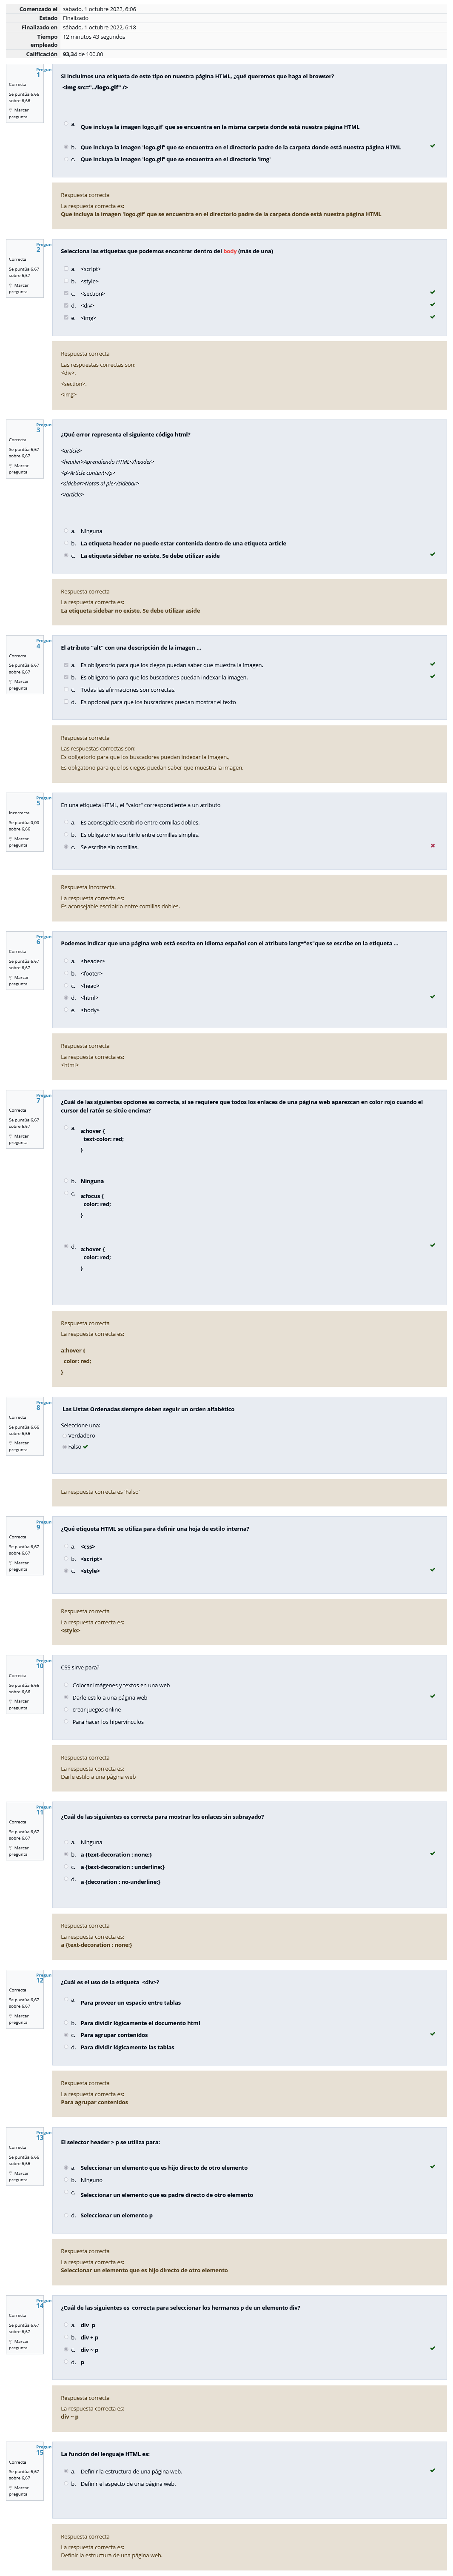 Comenzado el sábado, 1 octubre 2022, 6:06
Estado Finalizado
Finalizado en sábado, 1 octubre 2022, 6:18
Tiempo empleado 12 minutos 43 segundos
Calificación 93,34 de 100,00
Pregun
1
Correcta
Se puntúa 6,66 sobre 6,66
Marcar pregunta
Si incluimos una etiqueta de este tipo en nuestra página HTML, ¿qué queremos que haga el browser?
<img src="../logo.gif" />
a. Que incluya la imagen logo.gif' que se encuentra en la misma carpeta donde está nuestra página HTML
b. Que incluya la imagen 'logo.gif' que se encuentra en el directorio padre de la carpeta donde está nuestra página HTML
c. Que incluya la imagen 'logo.gif' que se encuentra en el directorio 'img'
Respuesta correcta
La respuesta correcta es:
Que incluya la imagen 'logo.gif' que se encuentra en el directorio padre de la carpeta donde está nuestra página HTML
Pregun
2
Correcta
Se puntúa 6,67 sobre 6,67
Marcar pregunta
Selecciona las etiquetas que podemos encontrar dentro del body (más de una)
a. <script>
b. <style>
c. <section>
d. <div>
e. <img>
Respuesta correcta
Las respuestas correctas son:
<div>,
<section>,
<img>
Pregun
3
Correcta
Se puntúa 6,67 sobre 6,67
Marcar pregunta
¿Qué error representa el siguiente código html?
<article>
<header>Aprendiendo HTML</header>
<p>Article content</p>
<sidebar>Notas al pie</sidebar>
</article>
a. Ninguna
b. La etiqueta header no puede estar contenida dentro de una etiqueta article
c. La etiqueta sidebar no existe. Se debe utilizar aside
Respuesta correcta
La respuesta correcta es:
La etiqueta sidebar no existe. Se debe utilizar aside
Pregun
4
Correcta
Se puntúa 6,67 sobre 6,67
Marcar pregunta
El atributo "alt" con una descripción de la imagen ...
a. Es obligatorio para que los ciegos puedan saber que muestra la imagen.
b. Es obligatorio para que los buscadores puedan indexar la imagen.
c. Todas las afirmaciones son correctas.
d. Es opcional para que los buscadores puedan mostrar el texto
Respuesta correcta
Las respuestas correctas son:
Es obligatorio para que los buscadores puedan indexar la imagen.,
Es obligatorio para que los ciegos puedan saber que muestra la imagen.
Pregun
5
Incorrecta
Se puntúa 0,00 sobre 6,66
Marcar pregunta
En una etiqueta HTML, el "valor" correspondiente a un atributo
a. Es aconsejable escribirlo entre comillas dobles.
b. Es obligatorio escribirlo entre comillas simples.
c. Se escribe sin comillas.
Respuesta incorrecta.
La respuesta correcta es:
Es aconsejable escribirlo entre comillas dobles.
Pregun
6
Correcta
Se puntúa 6,67 sobre 6,67
Marcar pregunta
Podemos indicar que una página web está escrita en idioma español con el atributo lang="es"que se escribe en la etiqueta ...
a. <header>
b. <footer>
c. <head>
d. <html>
e. <body>
Respuesta correcta
La respuesta correcta es:
<html>
Pregun
7
Correcta
Se puntúa 6,67 sobre 6,67
Marcar pregunta
¿Cuál de las siguientes opciones es correcta, si se requiere que todos los enlaces de una página web aparezcan en color rojo cuando el
cursor del ratón se sitúe encima?
a. a:hover {
text-color: red;
}
b. Ninguna
c. a:focus {
color: red;
}
d. a:hover {
color: red;
}
Respuesta correcta
La respuesta correcta es:
a:hover {
color: red;
}
Pregun
8
Correcta
Se puntúa 6,66 sobre 6,66
Marcar pregunta
Las Listas Ordenadas siempre deben seguir un orden alfabético
Seleccione una:
Verdadero
Falso
La respuesta correcta es 'Falso'
Pregun
9
Correcta
Se puntúa 6,67 sobre 6,67
Marcar pregunta
¿Qué etiqueta HTML se utiliza para definir una hoja de estilo interna?
a. <css>
b. <script>
c. <style>
Respuesta correcta
La respuesta correcta es:
<style>
Pregun
10
Correcta
Se puntúa 6,66 sobre 6,66
Marcar pregunta
CSS sirve para?
Colocar imágenes y textos en una web
Darle estilo a una página web
crear juegos online
Para hacer los hipervínculos
Respuesta correcta
La respuesta correcta es:
Darle estilo a una página web
Pregun
11
Correcta
Se puntúa 6,67 sobre 6,67
Marcar pregunta
¿Cuál de las siguientes es correcta para mostrar los enlaces sin subrayado?
a. Ninguna
b. a {text-decoration : none;}
c. a {text-decoration : underline;}
d. a {decoration : no-underline;}
Respuesta correcta
La respuesta correcta es:
a {text-decoration : none;}
Pregun
12
Correcta
Se puntúa 6,67 sobre 6,67
Marcar pregunta
¿Cuál es el uso de la etiqueta <div>?
a. Para proveer un espacio entre tablas
b. Para dividir lógicamente el documento html
c. Para agrupar contenidos
d. Para dividir lógicamente las tablas
Respuesta correcta
La respuesta correcta es:
Para agrupar contenidos
Pregun
13
Correcta
Se puntúa 6,66 sobre 6,66
Marcar pregunta
El selector header > p se utiliza para:
a. Seleccionar un elemento que es hijo directo de otro elemento
b. Ninguno
c. Seleccionar un elemento que es padre directo de otro elemento
d. Seleccionar un elemento p
Respuesta correcta
La respuesta correcta es:
Seleccionar un elemento que es hijo directo de otro elemento
Pregun
14
Correcta
Se puntúa 6,67 sobre 6,67
Marcar pregunta
¿Cuál de las siguientes es correcta para seleccionar los hermanos p de un elemento div?
a. div p
b. div + p
c. div ~ p
d. p
Respuesta correcta
La respuesta correcta es:
div ~ p
Pregun
15
Correcta
Se puntúa 6,67 sobre 6,67
Marcar pregunta
La función del lenguaje HTML es:
a. Definir la estructura de una página web.
b. Definir el aspecto de una página web.
Respuesta correcta
La respuesta correcta es:
Definir la estructura de una página web.